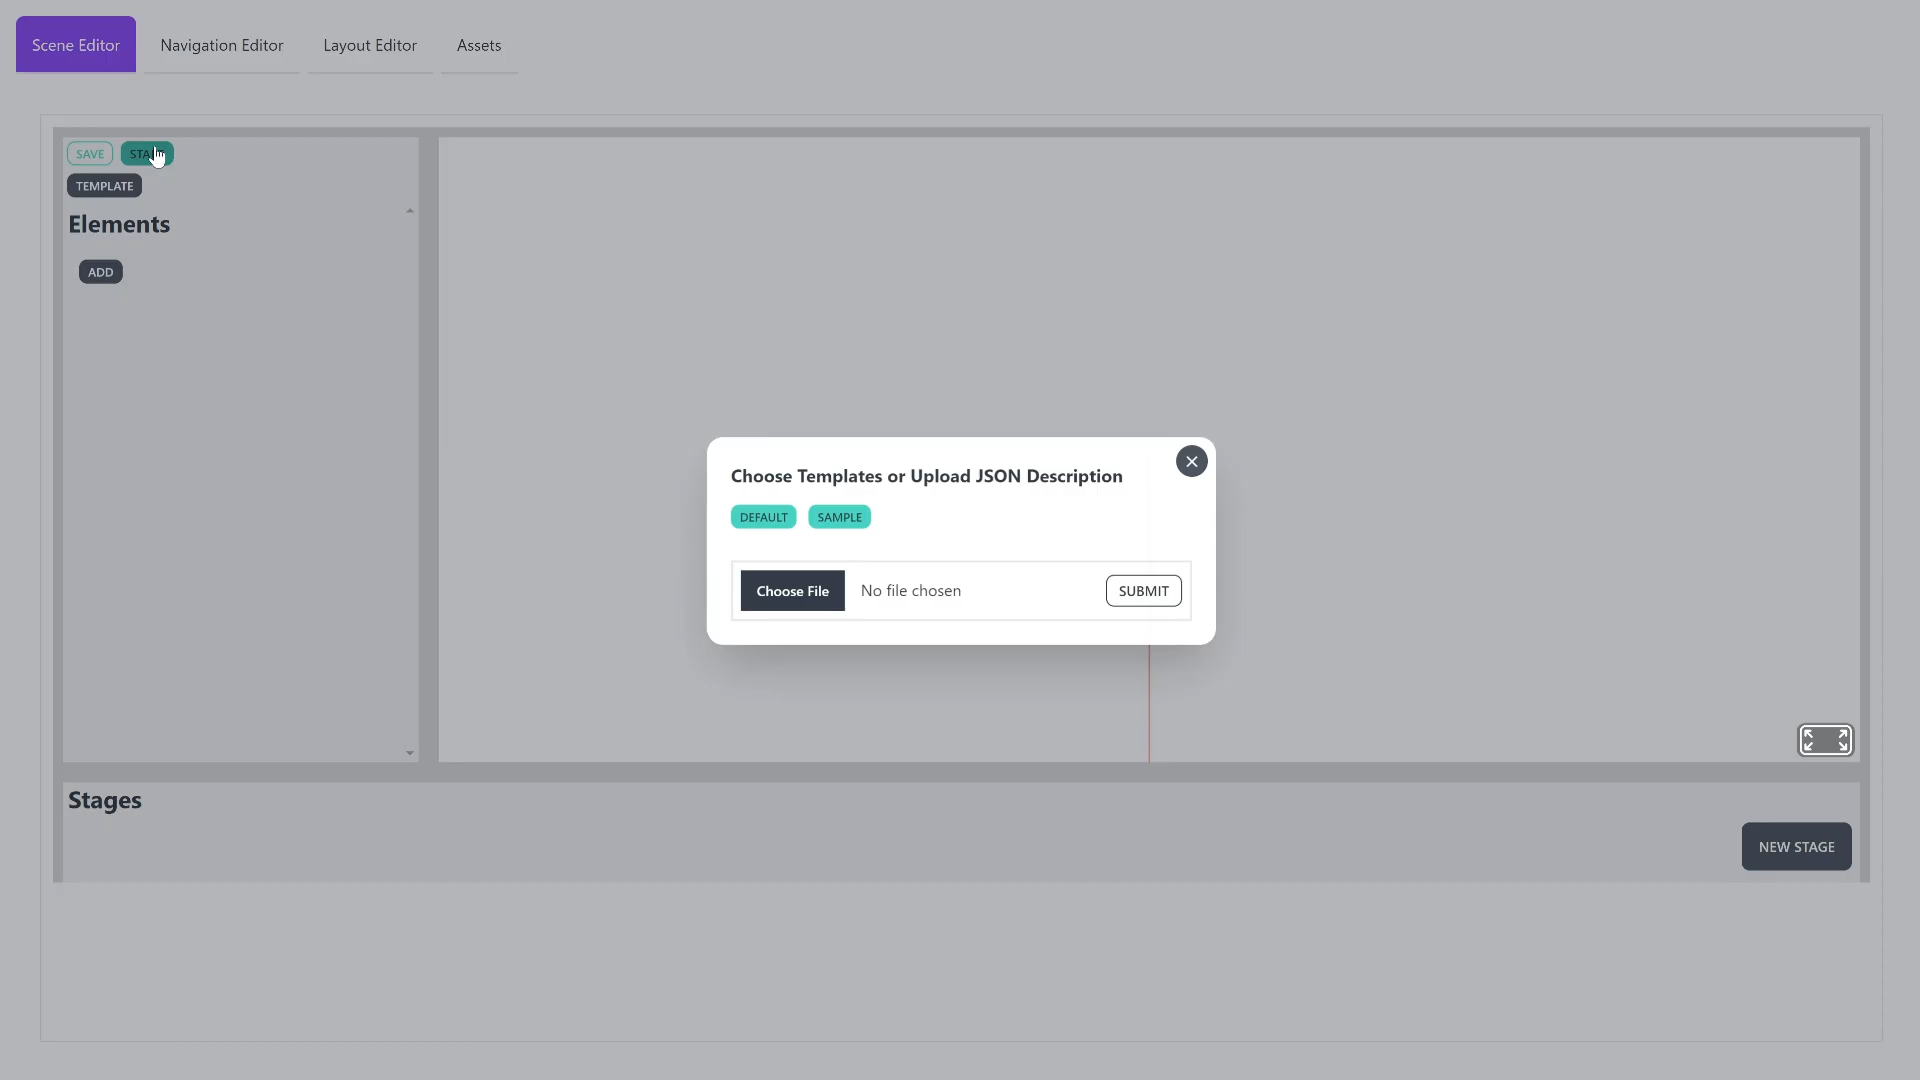 Scene Editor
Navigation Editor
Layout Editor
Assets
SAVE
TEMPLATE
Elements
ADD
Choose Templates or Upload JSON Description
DEFAULT
SAMPLE
Choose File
No file chosen
SUBMIT
Stages
NEW STAGE